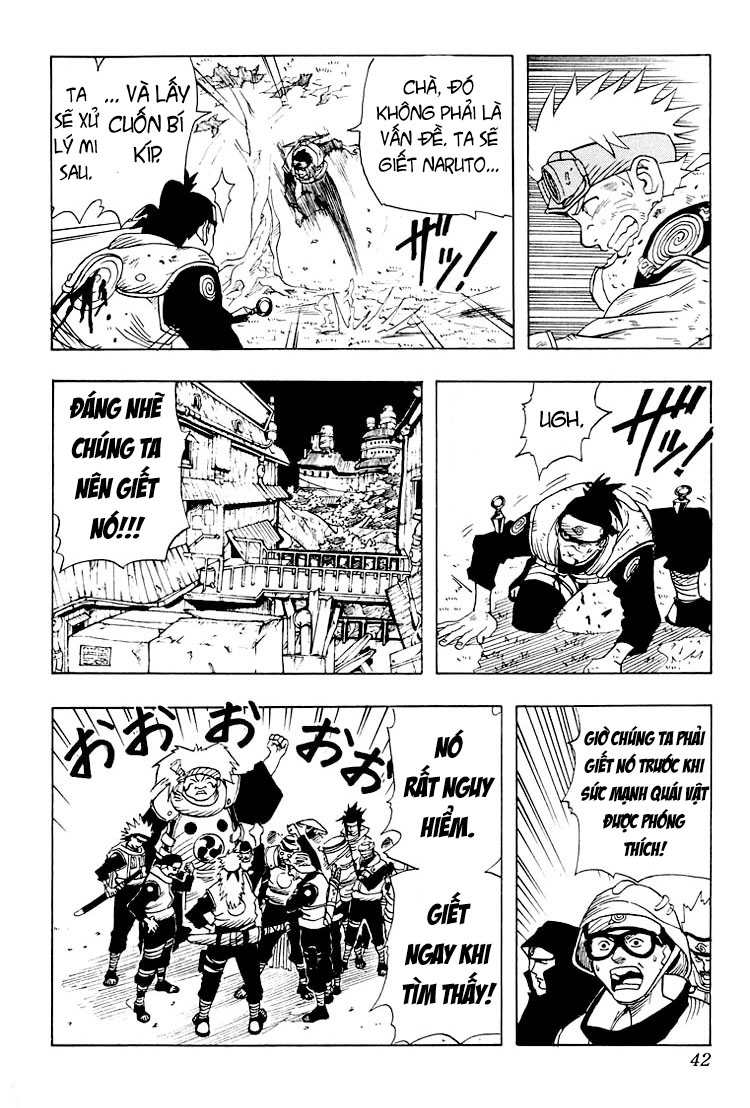 CHÀ, ĐÓ
KHÔNG PHẢI LÀ
VẤN ĐỀ. TA SẼ
GIẾT NARUTO...
... VÀ LẤY
CUỐN BÍ
KÍP.
TA
SẼ XỬ
LÝ MI
SAU.
ガッ
UGH.
ガッ!
ĐÁNG NHẼ
CHÚNG TA
NÊN GIẾT
NÓ!!!
GIỜ CHÚNG TA PHẢI
GIẾT NÓ TRƯỚC KHI
SỨC MẠNH QUÁI VẬT
ĐƯỢC PHÓNG
THÍCH!
NÓ
RẤT NGUY
HIỂM.
GIẾT
NGAY KHI
TÌM THẤY!
おおおおお
42